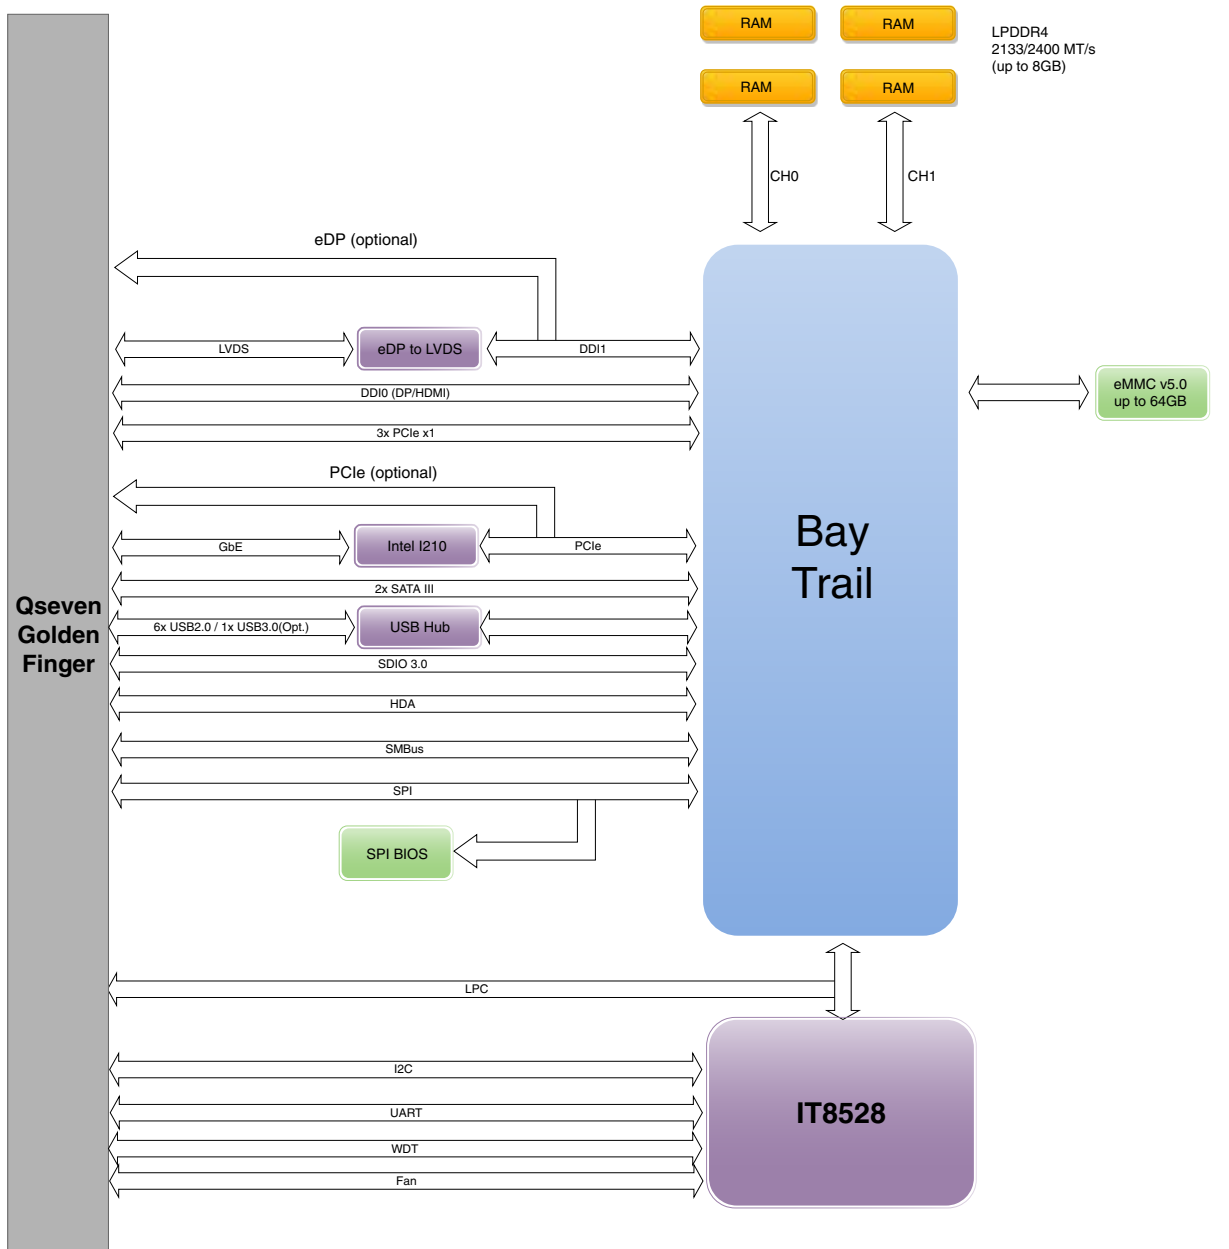 RAM
RAM
LPDDR4
2133/2400 MT/s
(up to 8GB)
RAM
RAM
CH0
CH1
eDP (optional)
LVDS
eDP to LVDS
DDI1
DDI0 (DP/HDMI)
eMMC v5.0
up to 64GB
3x PCIe x1
PCIe (optional)
GbE
Intel I210
PCIe
Bay
Trail
2x SATA III
Qseven
Golden
Finger
6x USB2.0 / 1x USB3.0(Opt.)
USB Hub
SDIO 3.0
HDA
SMBus
SPI
SPI BIOS
LPC
I2C
UART
WDT
Fan
IT8528